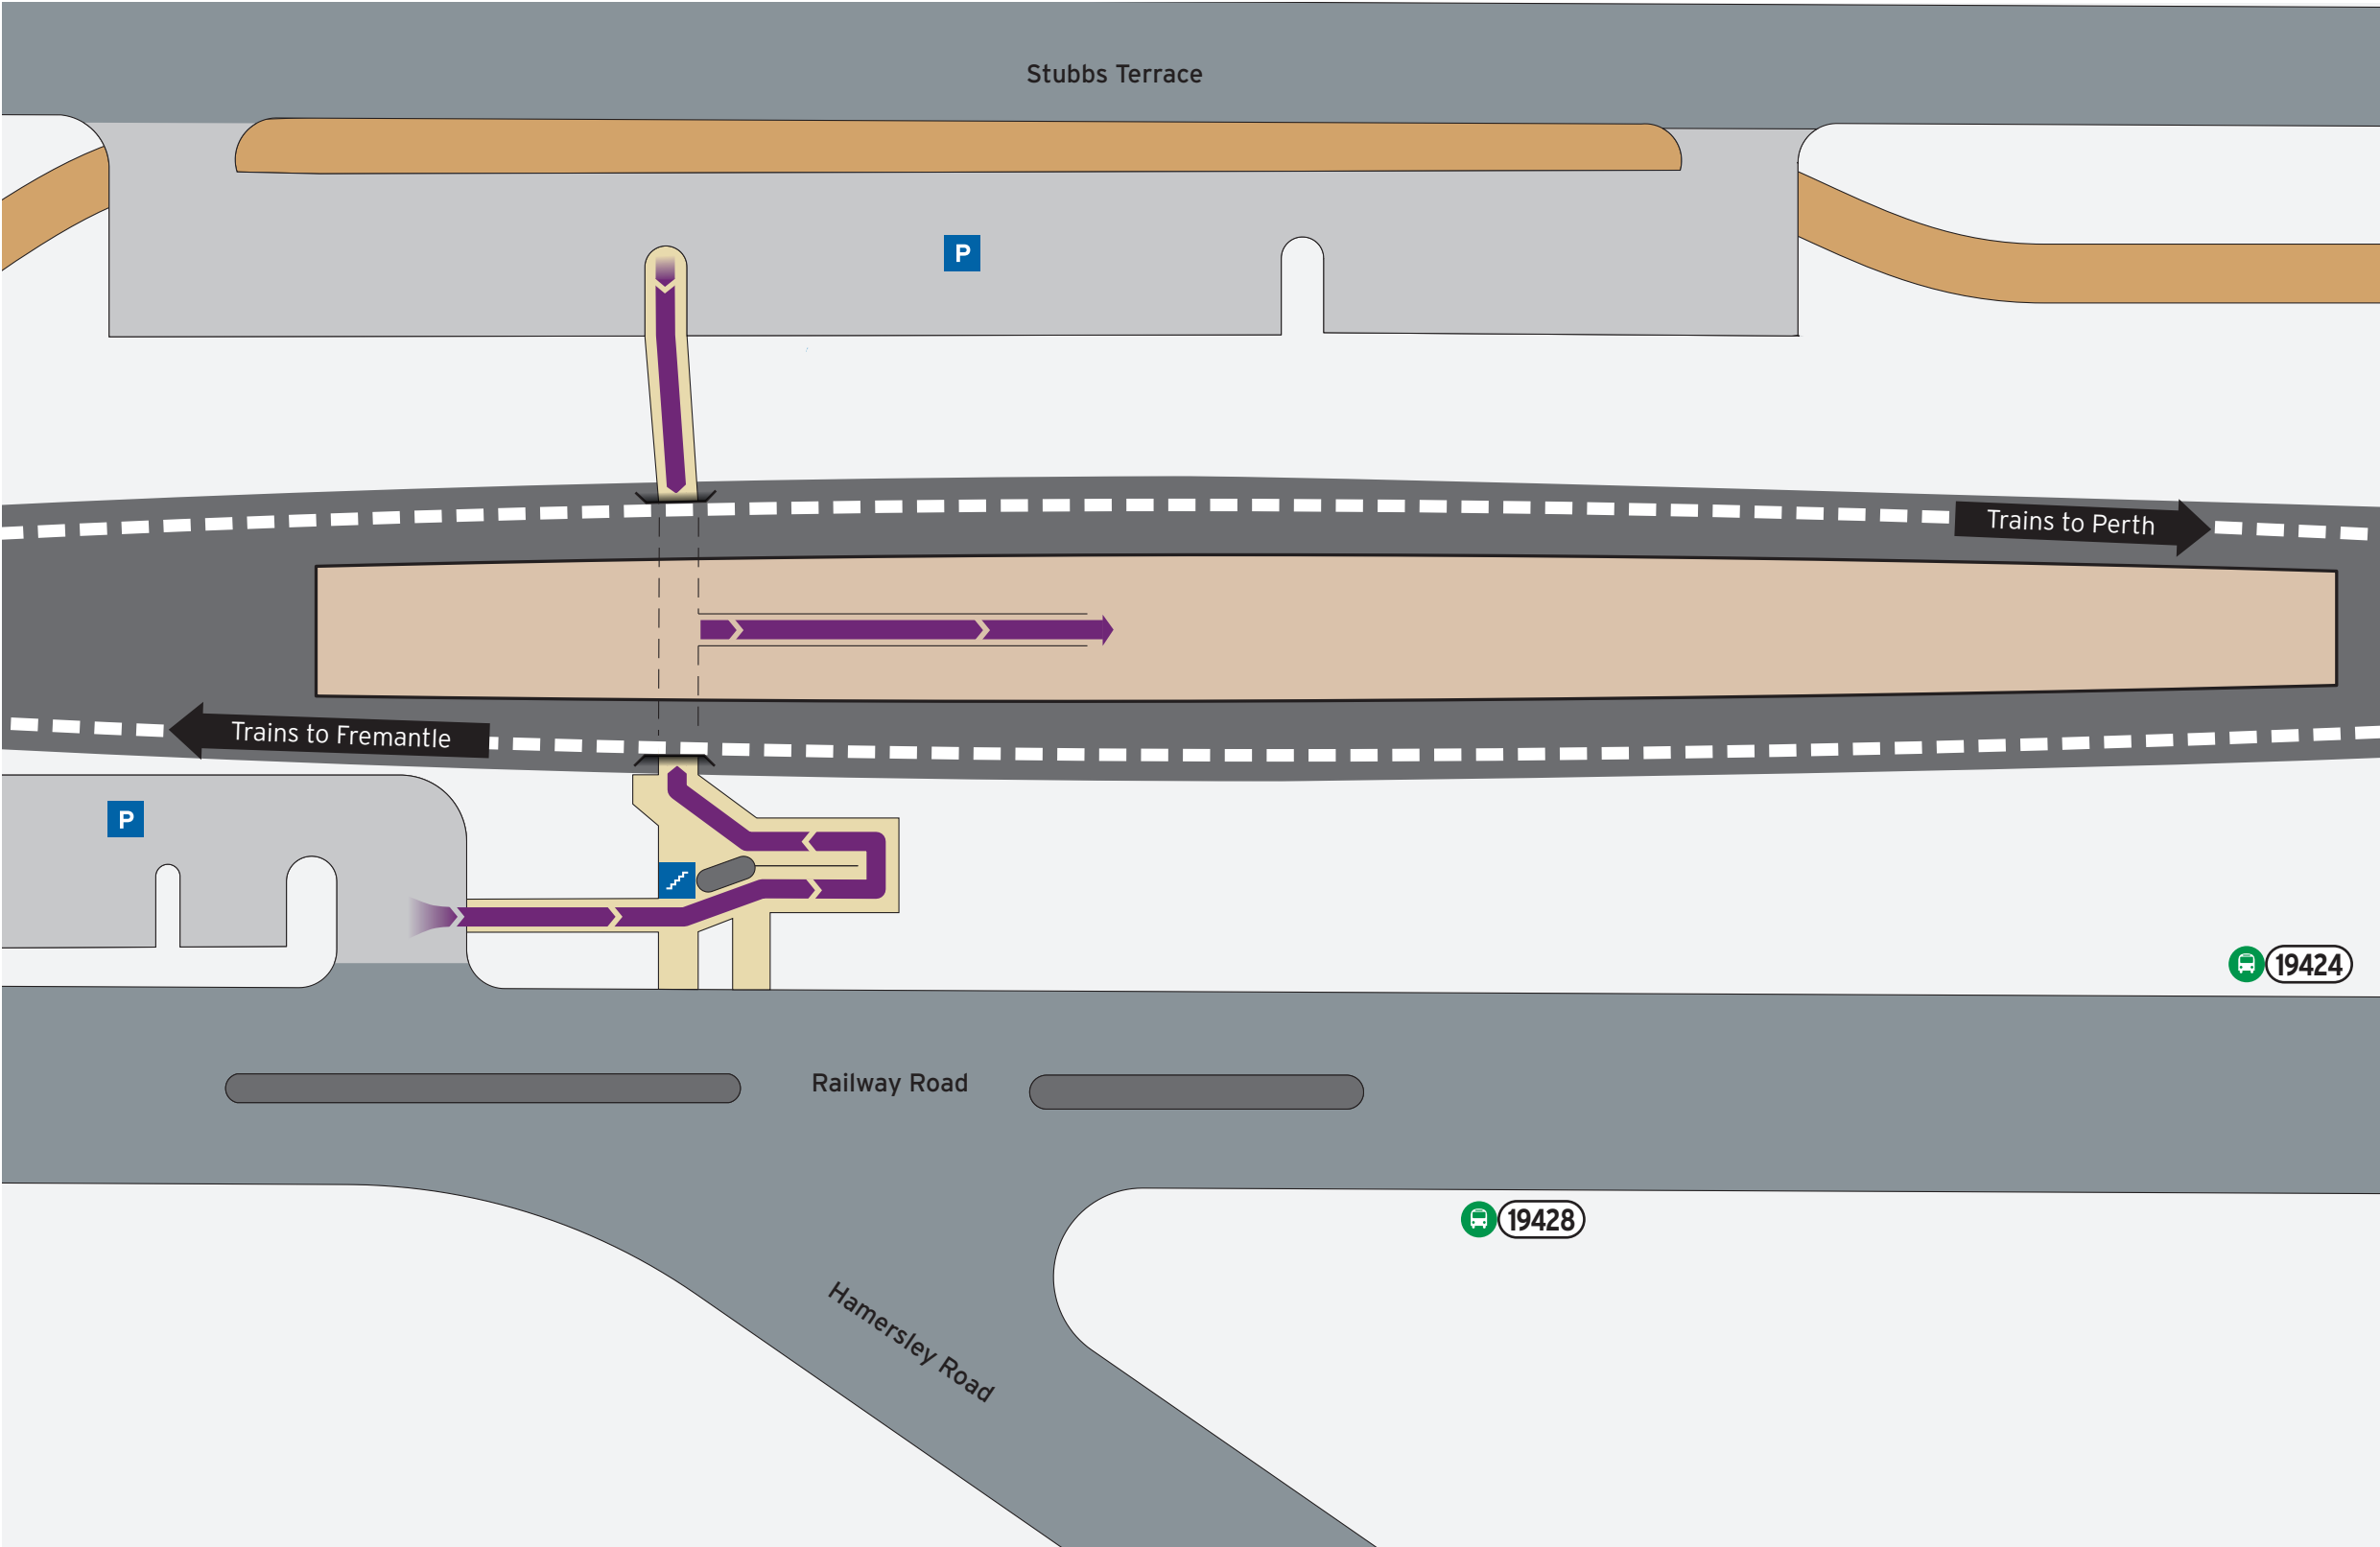 Stubbs Terrace
P
Trains to Perth
Trains to Fremantle
P
19424
Railway Road
19428
Hamersley Road